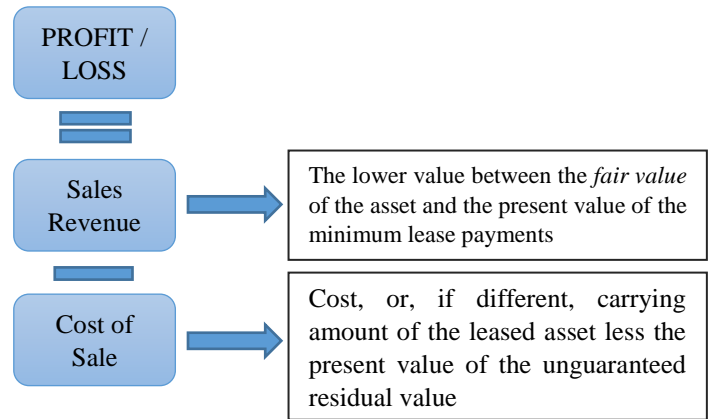 PROFIT /
LOSS
Sales
Revenue
The lower value between the fair value
of the asset and the present value of the
minimum lease payments
Cost of
Sale
Cost, or, if different, carrying
amount of the leased asset less the
present value of the unguaranteed
residual value